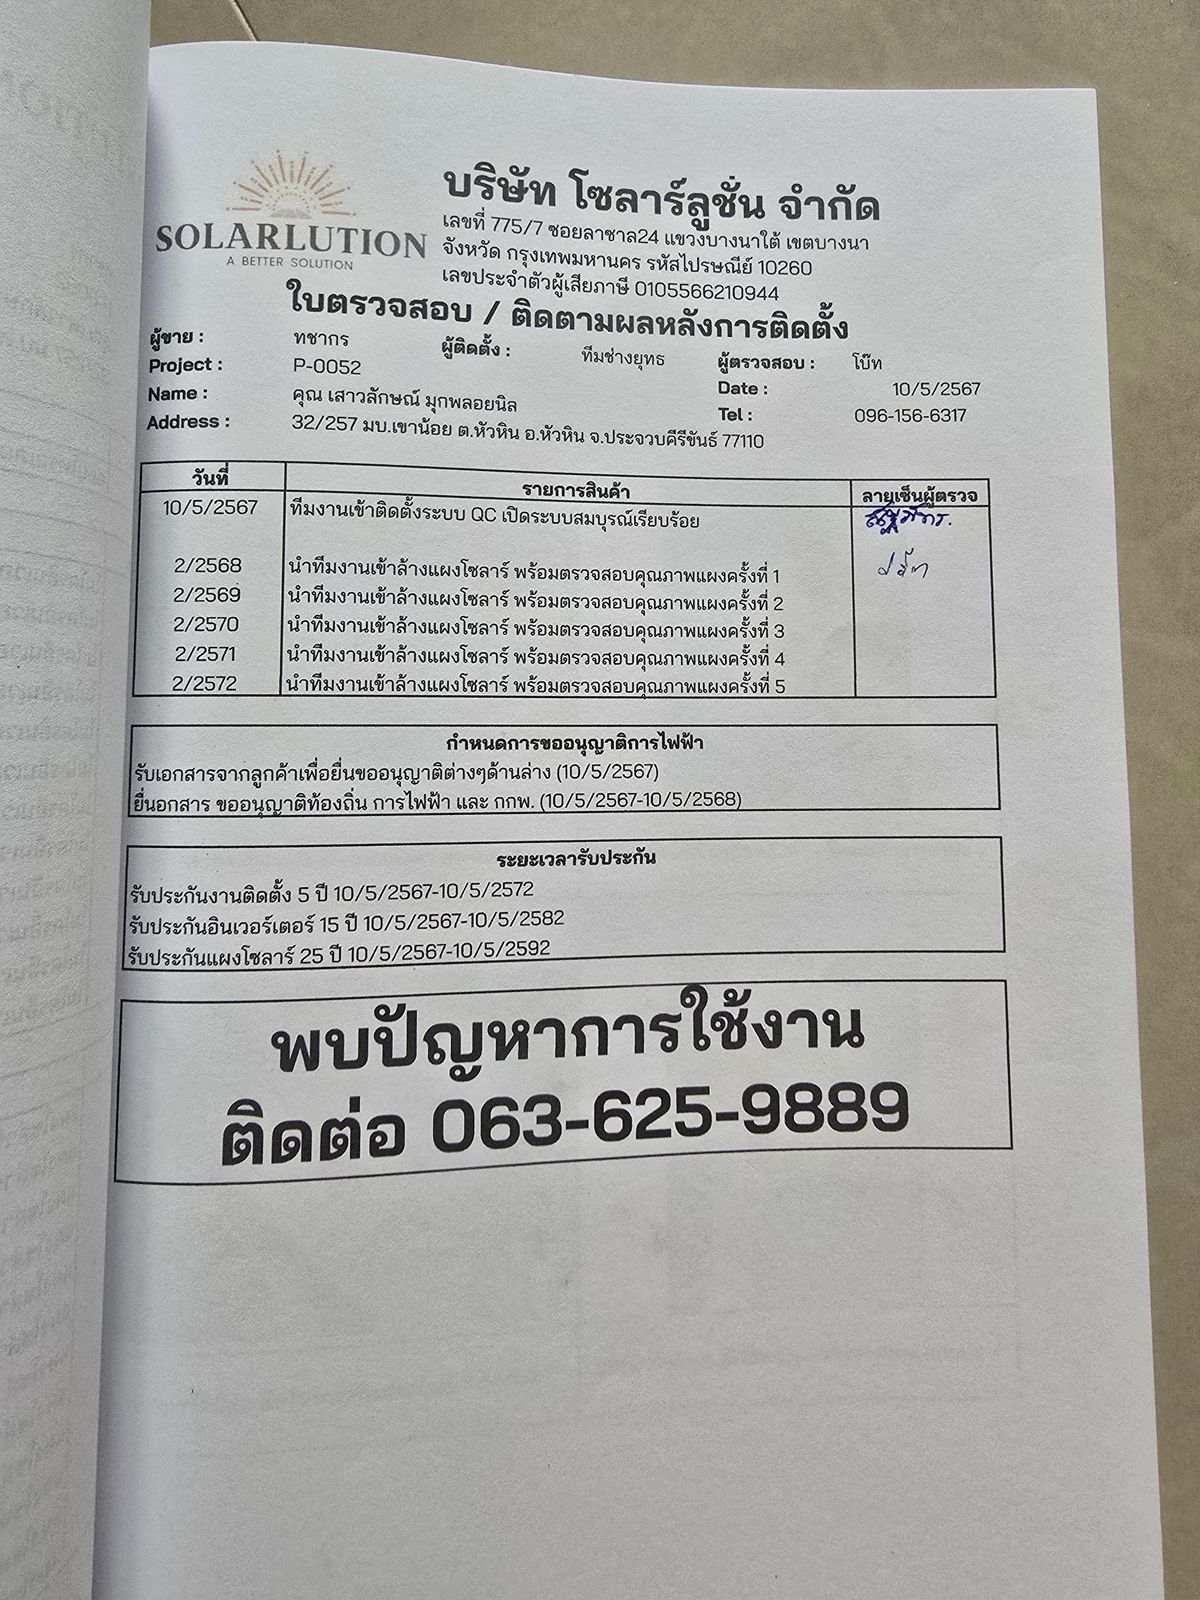 SOLARLUTION
A BETTER SOLUTION
บริษัท โซลาร์ลูชั่น จำกัด
เลขที่ 775/7 ซอยลาซาล24 แขวงบางนาใต้ เขตบางนา
จังหวัด กรุงเทพมหานคร รหัสไปรษณีย์ 10260
เลขประจำตัวผู้เสียภาษี 0105566210944
ใบตรวจสอบ / ติดตามผลหลังการติดตั้ง
ผู้ขาย : ทชากร ผู้ติดตั้ง : ทีมช่างยุทธ ผู้ตรวจสอบ : โบ๊ท
Project : P-0052 Date : 10/5/2567
Name : คุณ เสาวลักษณ์ มุกพลอยนิล Tel : 096-156-6317
Address : 32/257 มบ.เขาน้อย ต.หัวหิน อ.หัวหิน จ.ประจวบคีรีขันธ์ 77110
วันที่ รายการสินค้า ลายเซ็นผู้ตรวจ
10/5/2567 ทีมงานเข้าติดตั้งระบบ QC เปิดระบบสมบุรณ์เรียบร้อย
2/2568 นำทีมงานเข้าล้างแผงโซลาร์ พร้อมตรวจสอบคุณภาพแผงครั้งที่ 1
2/2569 นำทีมงานเข้าล้างแผงโซลาร์ พร้อมตรวจสอบคุณภาพแผงครั้งที่ 2
2/2570 นำทีมงานเข้าล้างแผงโซลาร์ พร้อมตรวจสอบคุณภาพแผงครั้งที่ 3
2/2571 นำทีมงานเข้าล้างแผงโซลาร์ พร้อมตรวจสอบคุณภาพแผงครั้งที่ 4
2/2572 นำทีมงานเข้าล้างแผงโซลาร์ พร้อมตรวจสอบคุณภาพแผงครั้งที่ 5
กำหนดการขออนุญาติการไฟฟ้า
รับเอกสารจากลูกค้าเพื่อยื่นขออนุญาติต่างๆด้านล่าง (10/5/2567)
ยื่นอกสาร ขออนุญาติท้องถิ่น การไฟฟ้า และ กกพ. (10/5/2567-10/5/2568)
ระยะเวลารับประกัน
รับประกันงานติดตั้ง 5 ปี 10/5/2567-10/5/2572
รับประกันอินเวอร์เตอร์ 15 ปี 10/5/2567-10/5/2582
รับประกันแผงโซลาร์ 25 ปี 10/5/2567-10/5/2592
พบปัญหาการใช้งาน
ติดต่อ 063-625-9889